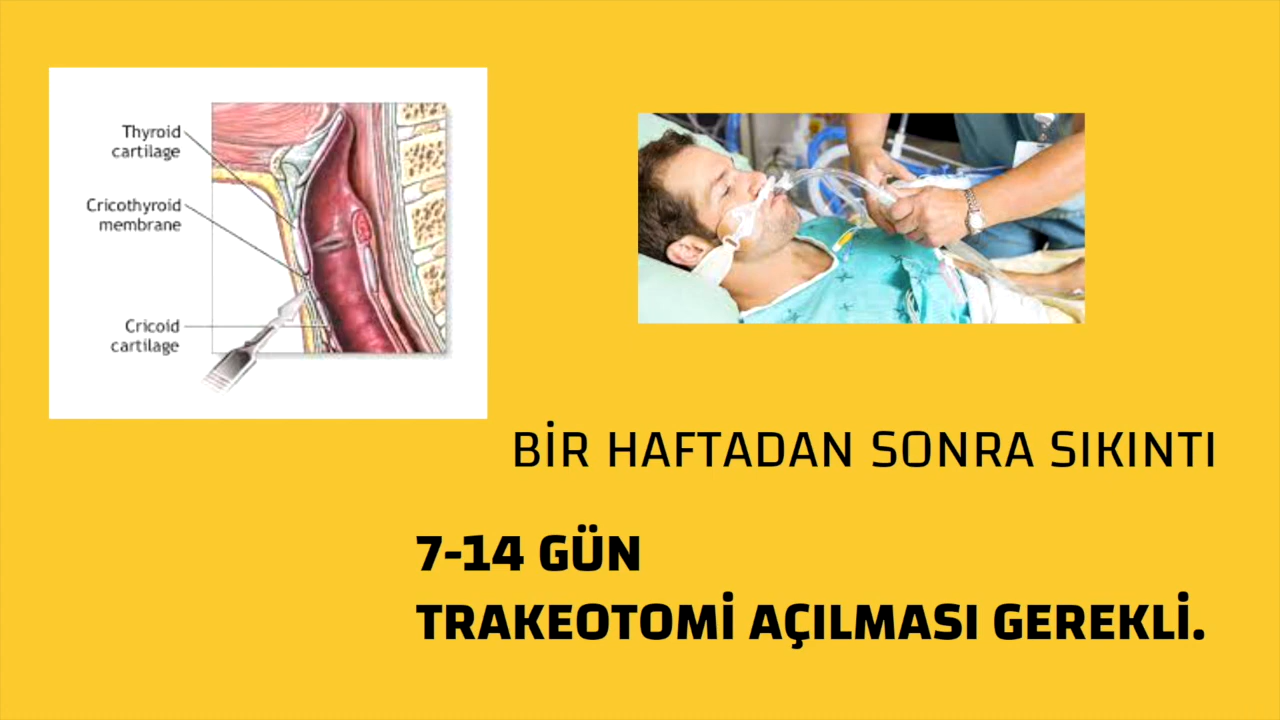 Thyroid
cartilage
Cricothyroid
membrane
Cricoid
cartilage
BİR HAFTADAN SONRA SIKINTI
7-14 GÜN
TRAKEOTOMİ AÇILMASI GEREKLİ.